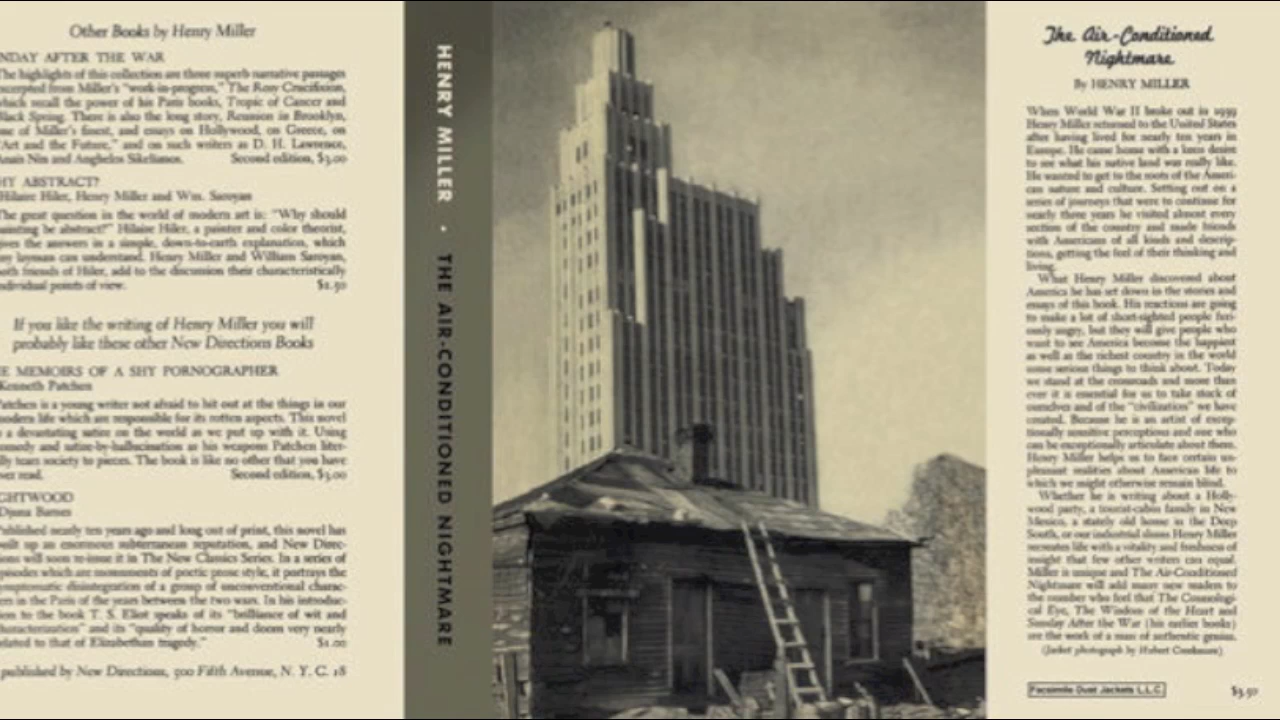 Other Books by Henry Miller
NDAY AFTER THE WAR
The highlights of this collection are three superb narrative passages
excerpted from Miller's "work-in-progress," The Rosy Crucifixion,
which recall the power of his Paris books, Tropic of Cancer and
Black Spring. There is also the long story, Reunion in Brooklyn,
one of Miller's finest, and essays on Hollywood, on Greece, on
"Art and the Future," and on such writers as D. H. Lawrence,
Anais Nin and Anghelos Sikelianos. Second edition, $3.00
HY ABSTRACT?
Hilaire Hiler, Henry Miller and Wm. Saroyan
The great question in the world of modern art is: "Why should
painting be abstract?" Hilaire Hiler, a painter and color theorist,
gives the answers in a simple, down-to-earth explanation, which
any layman can understand. Henry Miller and William Saroyan,
both friends of Hiler, add to the discussion their characteristically
individual points of view. $1.50
If you like the writing of Henry Miller you will
probably like these other New Directions Books
E MEMOIRS OF A SHY PORNOGRAPHER
Kenneth Patchen
Patchen is a young writer not afraid to hit out at the things in our
modern life which are responsible for its rotten aspects. This novel
is a devastating satire on the world as we put up with it. Using
comedy and satire-by-hallucination as his weapons Patchen liter-
ally tears society to pieces. The book is like no other that you have
ever read. Second edition, $3.00
GHTWOOD
Djuna Barnes
Published nearly ten years ago and long out of print, this novel has
built up an enormous subterranean reputation, and New Direc-
tions will soon re-issue it in The New Classics Series. In a series of
episodes which are monuments of poetic prose style, it portrays the
disintegration of a group of unconventional charac-
ters in the Paris of the years between the two wars. In his introduc-
tion to the book T. S. Eliot speaks of its "brilliance of wit and
characterization" and its "quality of horror and doom very nearly
related to that of Elizabethan tragedy." $1.00
published by New Directions, 500 Fifth Avenue, N. Y. C. 18
HENRY MILLER · THE AIR-CONDITIONED NIGHTMARE
The Air-Conditioned
Nightmare
By HENRY MILLER
When World War II broke out in 1939
Henry Miller returned to the United States
after having lived for nearly ten years in
Europe. He came home with a keen desire
to see what his native land was really like.
He wanted to get to the roots of the Ameri-
can nature and culture. Setting out on a
series of journeys that were to continue for
nearly three years he visited almost every
section of the country and made friends
with Americans of all kinds and descrip-
tions, getting the feel of their thinking and
living.
What Henry Miller discovered about
America he has set down in the stories and
essays of this book. His reactions are going
to make a lot of short-sighted people furi-
ously angry, but they will give people who
want to see America become the happiest
as well as the richest country in the world
some serious things to think about. Today
we stand at the crossroads and more than
ever it is essential for us to take stock of
ourselves and of the "civilization" we have
created. Because he is an artist of excep-
tionally sensitive perceptions and one who
can be exceptionally articulate about them,
Henry Miller helps us to face certain un-
pleasant realities about American life to
which we might otherwise remain blind.
Whether he is writing about a Holly-
wood party, a tourist-cabin family in New
Mexico, a stately old home in the Deep
South, or our industrial slums Henry Miller
recreates life with a vitality and freshness of
insight that few other writers can equal.
Miller is unique and The Air-Conditioned
Nightmare will add many new readers to
the number who feel that The Cosmologi-
cal Eye, The Wisdom of the Heart and
Sunday After the War (his earlier books)
are the work of a man of authentic genius.
(Jacket photograph by Hubert)
Facsimile Dust Jackets L.L.C.
$3.50